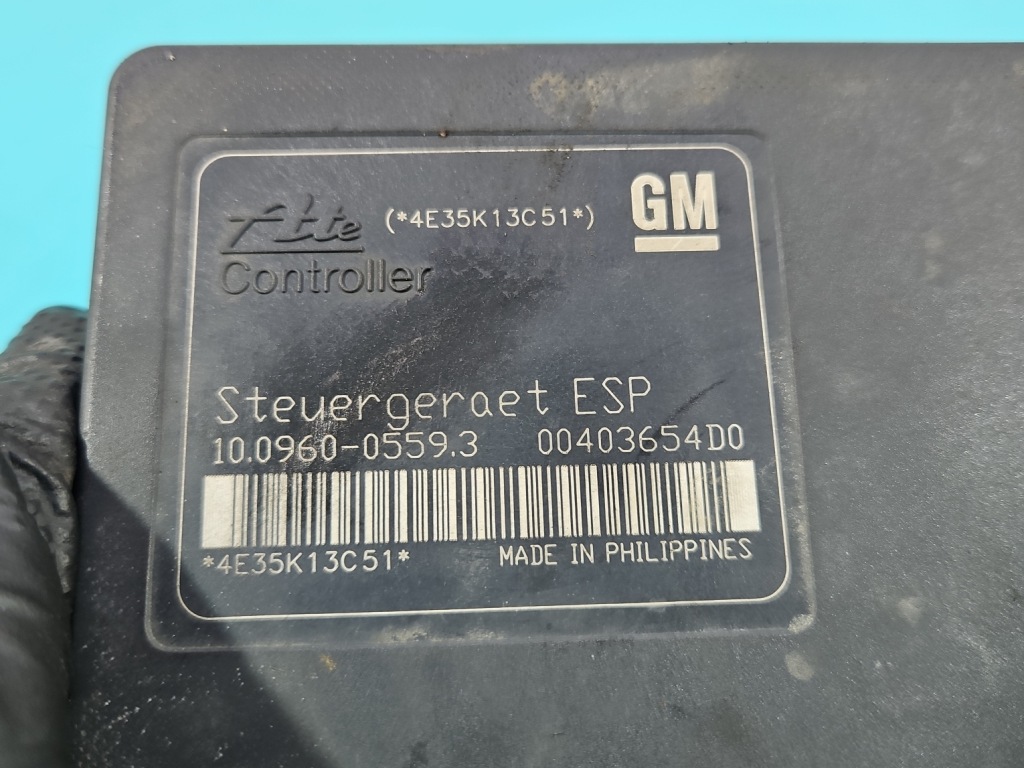 Ate (*4E35K13C51*) GM
Controller
Steuergeraet ESP
10.0960-0559.3 00403654D0
*4E35K13C51* MADE IN PHILIPPINES